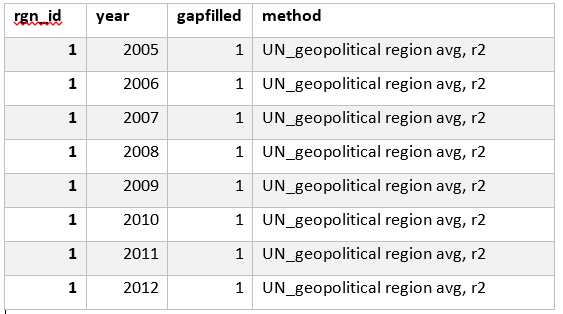 rgn_id year gapfilled method
1 2005 1 UN_geopolitical region avg, r2
1 2006 1 UN_geopolitical region avg, r2
1 2007 1 UN_geopolitical region avg, r2
1 2008 1 UN_geopolitical region avg, r2
1 2009 1 UN_geopolitical region avg, r2
1 2010 1 UN_geopolitical region avg, r2
1 2011 1 UN_geopolitical region avg, r2
1 2012 1 UN_geopolitical region avg, r2